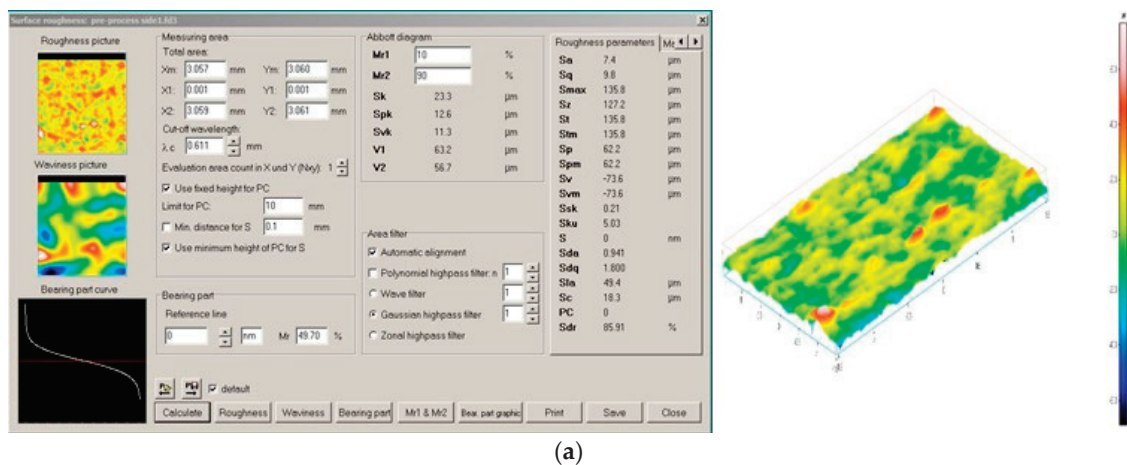 Surface roughness: pre-process side1.fd3
Roughness picture
Waviness picture
Bearing part curve
Measuring area
Total area:
Xm: 3.057 mm Ym: 3.060 mm
X1: 0.001 mm Y1: 0.001 mm
X2: 3.059 mm Y2: 3.061 mm
Cut-off wavelength:
λ c 0.611 mm
Evaluation area count in X und Y (Nxy): 1
Use fixed height for PC
Limit for PC: 10 mm
Min. distance for S 0.1 mm
Use minimum height of PC for S
Bearing part
Reference line
0 nm Mr 49.70 %
Abbott diagram
Mr1 10 %
Mr2 90 %
Sk 23.3 µm
Spk 12.6 µm
Svk 11.3 µm
V1 63.2 µm
V2 56.7 µm
Area filter
Automatic alignment
Polynomial highpass filter: n 1
Wave filter 1
Gaussian highpass filter 1
Zonal highpass filter
Roughness parameters
Sa 7.4 µm
Sq 9.8 µm
Smax 135.8 µm
Sz 127.2 µm
St 135.8 µm
Stm 135.8 µm
Sp 62.2 µm
Spm 62.2 µm
Sv -73.6 µm
Svm -73.6 µm
Ssk 0.21
Sku 5.03
S 0 nm
Sda 0.941
Sdq 1.800
Sla 49.4 µm
Sc 18.3 µm
PC 0
Sdr 85.91 %
default
Calculate Roughness Waviness Bearing part Mr1 & Mr2 Bear. part graphic Print Save Close
(a)